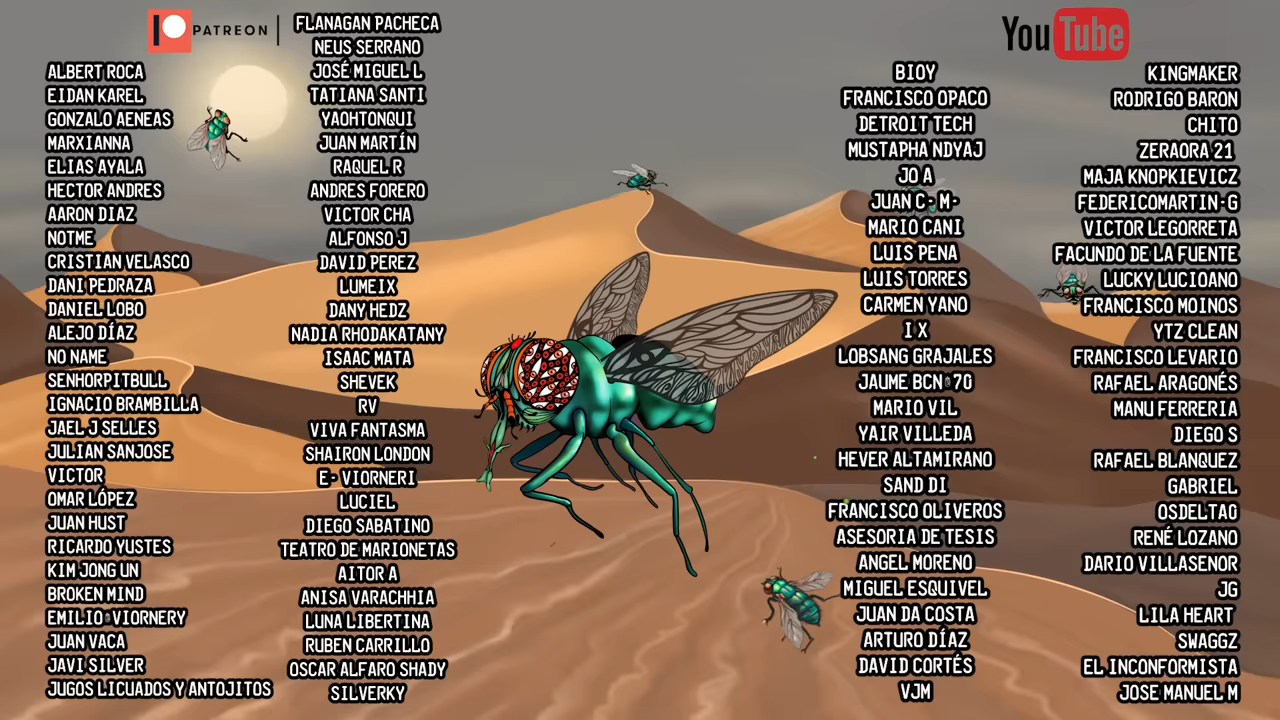 PATREON
ALBERT ROCA
EIDAN KAREL
GONZALO AENEAS
MARXIANNA
ELIAS AYALA
HECTOR ANDRES
AARON DIAZ
NOTME
CRISTIAN VELASCO
DANI PEDRAZA
DANIEL LOBO
ALEJO DÍAZ
NO NAME
SENHORPITBULL
IGNACIO BRAMBILLA
JAEL J SELLES
JULIAN SANJOSE
VICTOR
OMAR LÓPEZ
JUAN HUST
RICARDO YUSTES
KIM JONG UN
BROKEN MIND
EMILIO VIORNERY
JUAN VACA
JAVI SILVER
JUGOS LICUADOS Y ANTOJITOS
FLANAGAN PACHECA
NEUS SERRANO
JOSÉ MIGUEL L
TATIANA SANTI
YAOHTONQUI
JUAN MARTÍN
RAQUEL R
ANDRES FORERO
VICTOR CHA
ALFONSO J
DAVID PEREZ
LUMEIX
DANY HEDZ
NADIA RHODAKATANY
ISAAC MATA
SHEVEK
RV
VIVA FANTASMA
SHAIRON LONDON
E- VIORNERI
LUCIEL
DIEGO SABATINO
TEATRO DE MARIONETAS
AITOR A
ANISA VARACHHIA
LUNA LIBERTINA
RUBEN CARRILLO
OSCAR ALFARO SHADY
SILVERKY
YouTube
BIOY
FRANCISCO OPACO
DETROIT TECH
MUSTAPHA NDYAJ
JO A
JUAN C- M-
MARIO CANI
LUIS PENA
LUIS TORRES
CARMEN YANO
I X
LOBSANG GRAJALES
JAUME BCN 70
MARIO VIL
YAIR VILLEDA
HEVER ALTAMIRANO
SAND DI
FRANCISCO OLIVEROS
ASESORIA DE TESIS
ANGEL MORENO
MIGUEL ESQUIVEL
JUAN DA COSTA
ARTURO DÍAZ
DAVID CORTÉS
VJM
KINGMAKER
RODRIGO BARON
CHITO
ZERAORA 21
MAJA KNOPKIEVICZ
FEDERICOMARTIN-G
VICTOR LEGORRETA
FACUNDO DE LA FUENTE
LUCKY LUCIOANO
FRANCISCO MOINOS
YTZ CLEAN
FRANCISCO LEVARIO
RAFAEL ARAGONÉS
MANU FERRERIA
DIEGO S
RAFAEL BLANQUEZ
GABRIEL
OSDELTA0
RENÉ LOZANO
DARIO VILLASENOR
JG
LILA HEART
SWAGGZ
EL INCONFORMISTA
JOSE MANUEL M